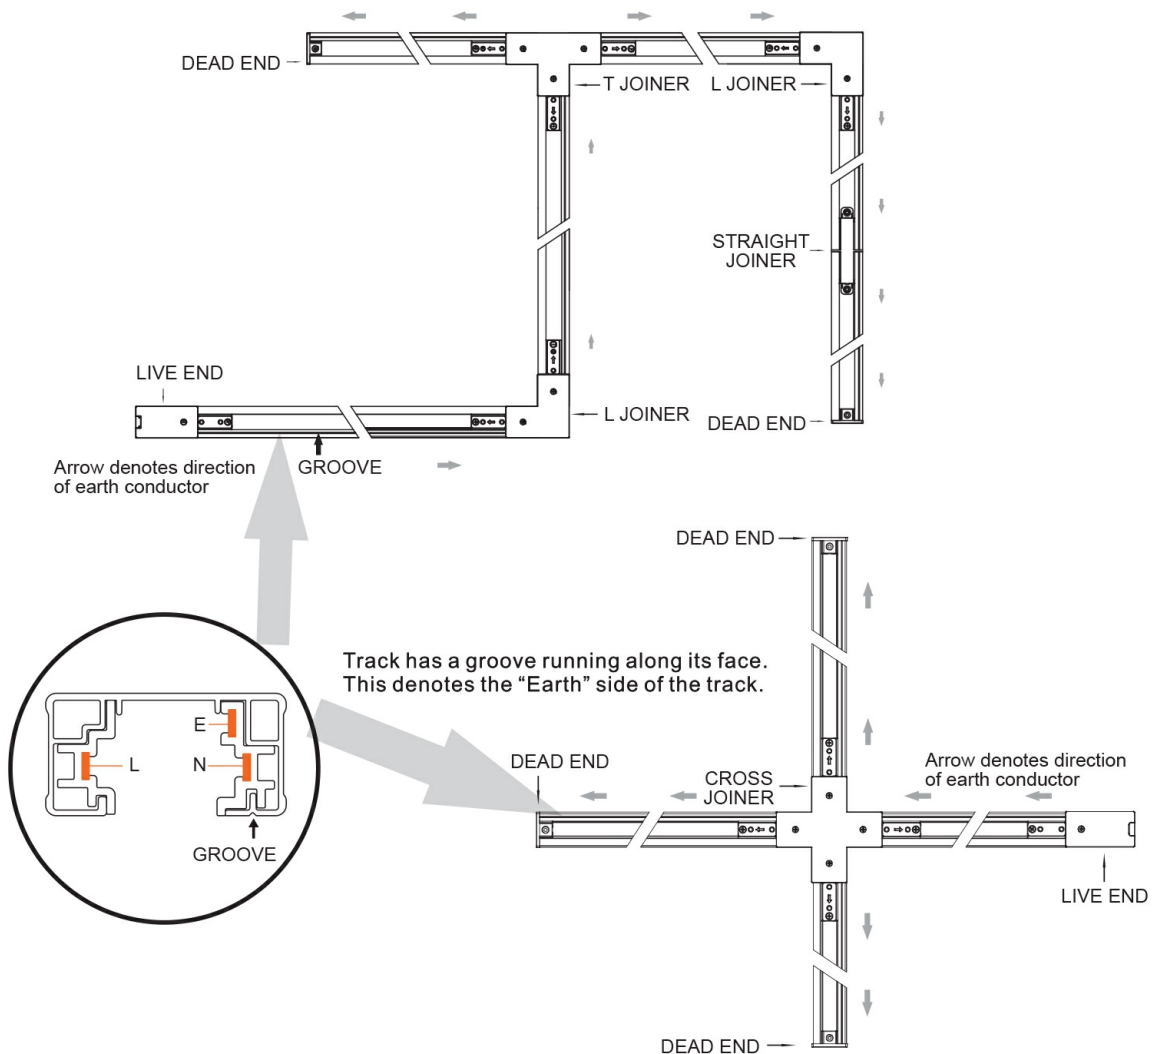 DEAD END
T JOINER
L JOINER
STRAIGHT
JOINER
LIVE END
L JOINER
DEAD END
Arrow denotes direction
of earth conductor
GROOVE
DEAD END
Track has a groove running along its face.
This denotes the “Earth” side of the track.
E
L
N
GROOVE
DEAD END
CROSS
JOINER
Arrow denotes direction
of earth conductor
LIVE END
DEAD END